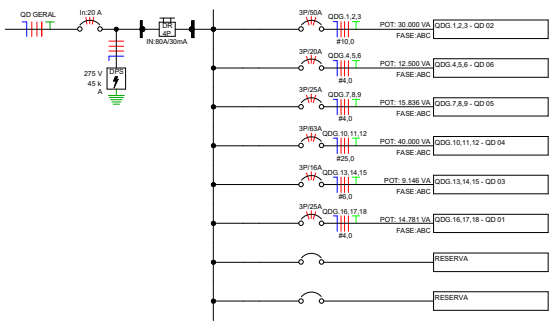 QD GERAL
In:20 A
DR
4P
IN:80A/30mA
275 V
45 k
A
DPS
3P/50A
QDG.1,2,3
#10,0
POT: 30.000 VA
FASE:ABC
QDG.1,2,3 - QD 02
3P/20A
QDG.4,5,6
#4,0
POT: 12.500 VA
FASE:ABC
QDG.4,5,6 - QD 06
3P/25A
QDG.7,8,9
#4,0
POT: 15.836 VA
FASE:ABC
QDG.7,8,9 - QD 05
3P/63A
QDG.10,11,12
#25,0
POT: 40.000 VA
FASE:ABC
QDG.10,11,12 - QD 04
3P/16A
QDG.13,14,15
#6,0
POT: 9.146 VA
FASE:ABC
QDG.13,14,15 - QD 03
3P/25A
QDG.16,17,18
#4,0
POT: 14.781 VA
FASE:ABC
QDG.16,17,18 - QD 01
RESERVA
RESERVA